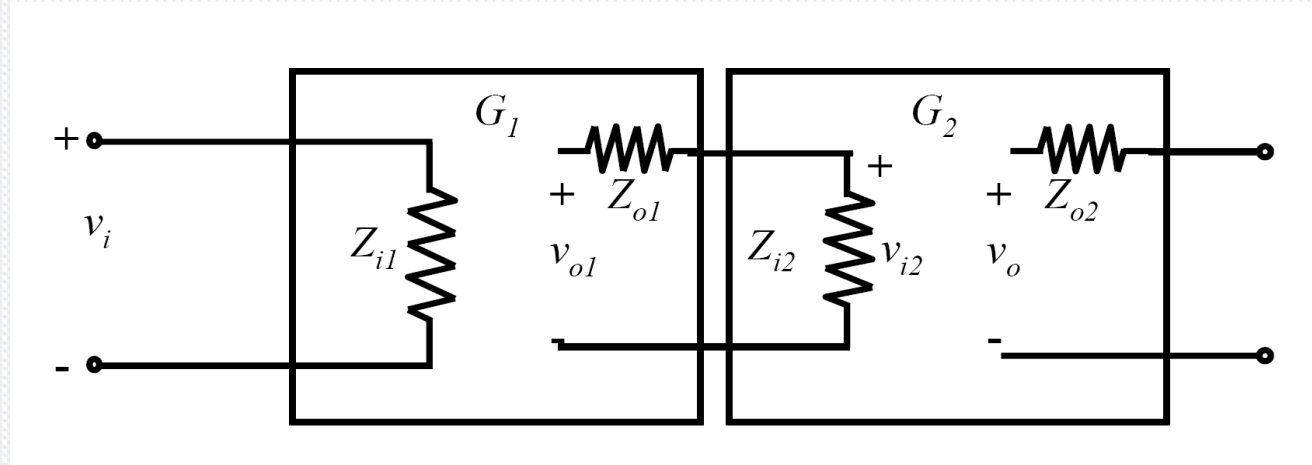 G1 G2
+ + + Zo1 + Zo2
vi Zi1 vo1 Zi2 vi2 vo
- - -